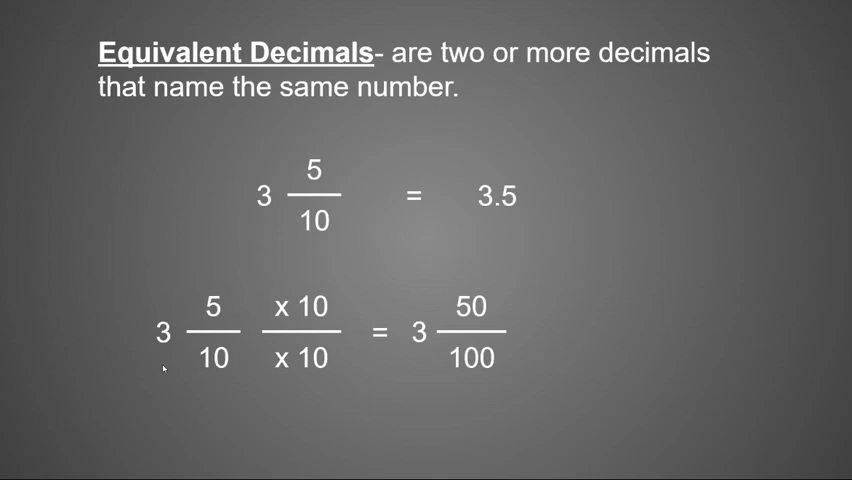 Equivalent Decimals- are two or more decimals
that name the same number.
5
3 = 3.5
10
5 x 10 50
3 = 3
10 x 10 100